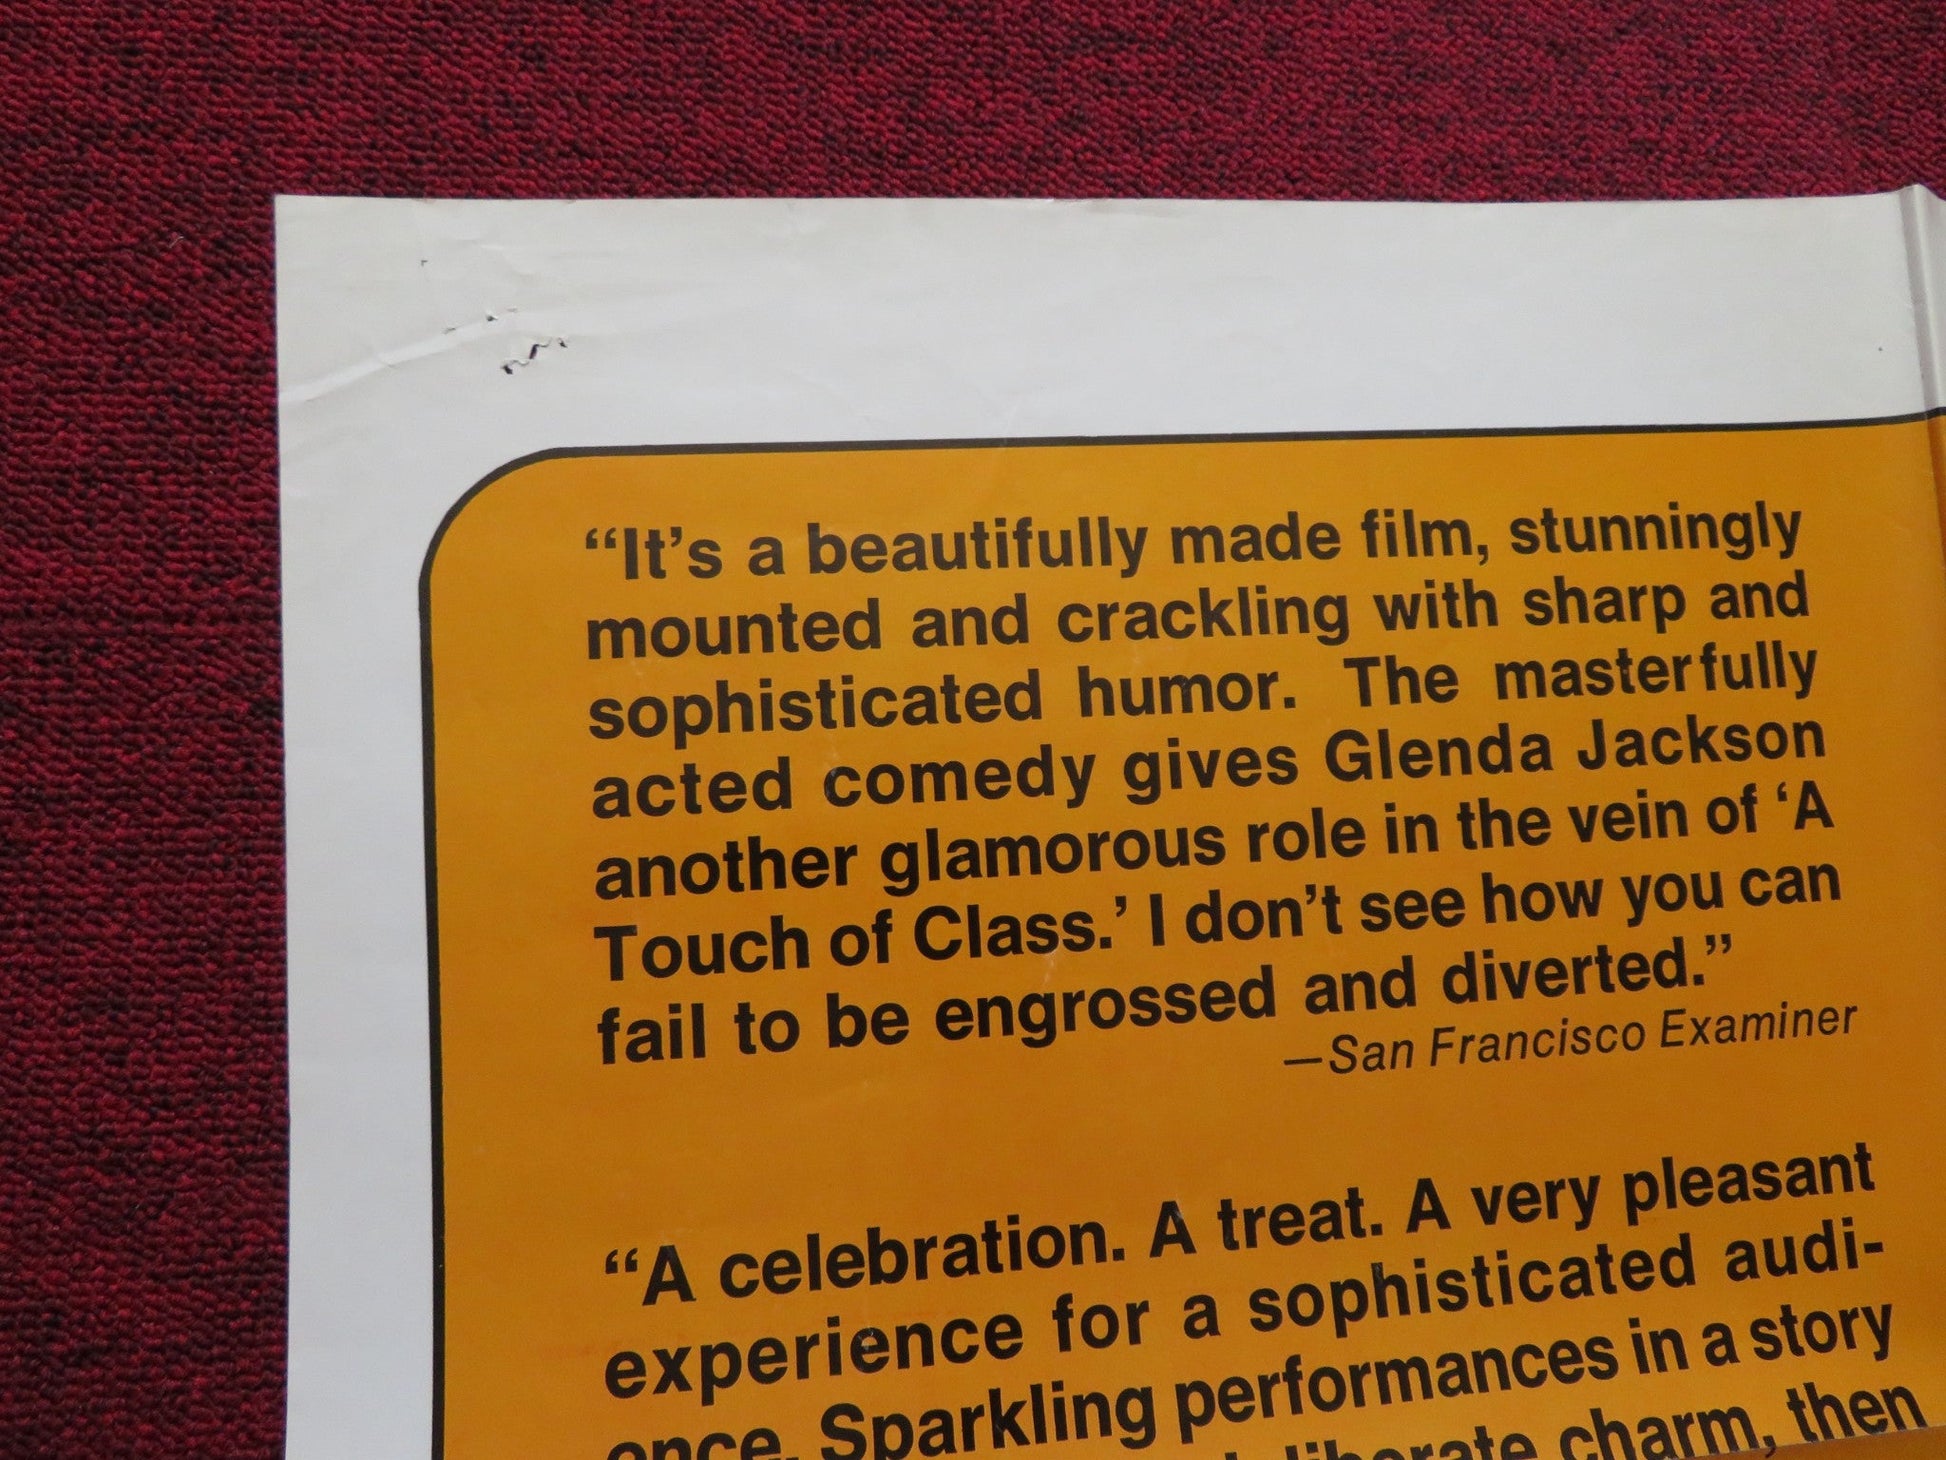 “It’s a beautifully made film, stunningly
mounted and crackling with sharp and
sophisticated humor. The masterfully
acted comedy gives Glenda Jackson
another glamorous role in the vein of ‘A
Touch of Class.’ I don’t see how you can
fail to be engrossed and diverted.”
—San Francisco Examiner
“A celebration. A treat. A very pleasant
experience for a sophisticated audi-
ence. Sparkling performances in a story
charm, then